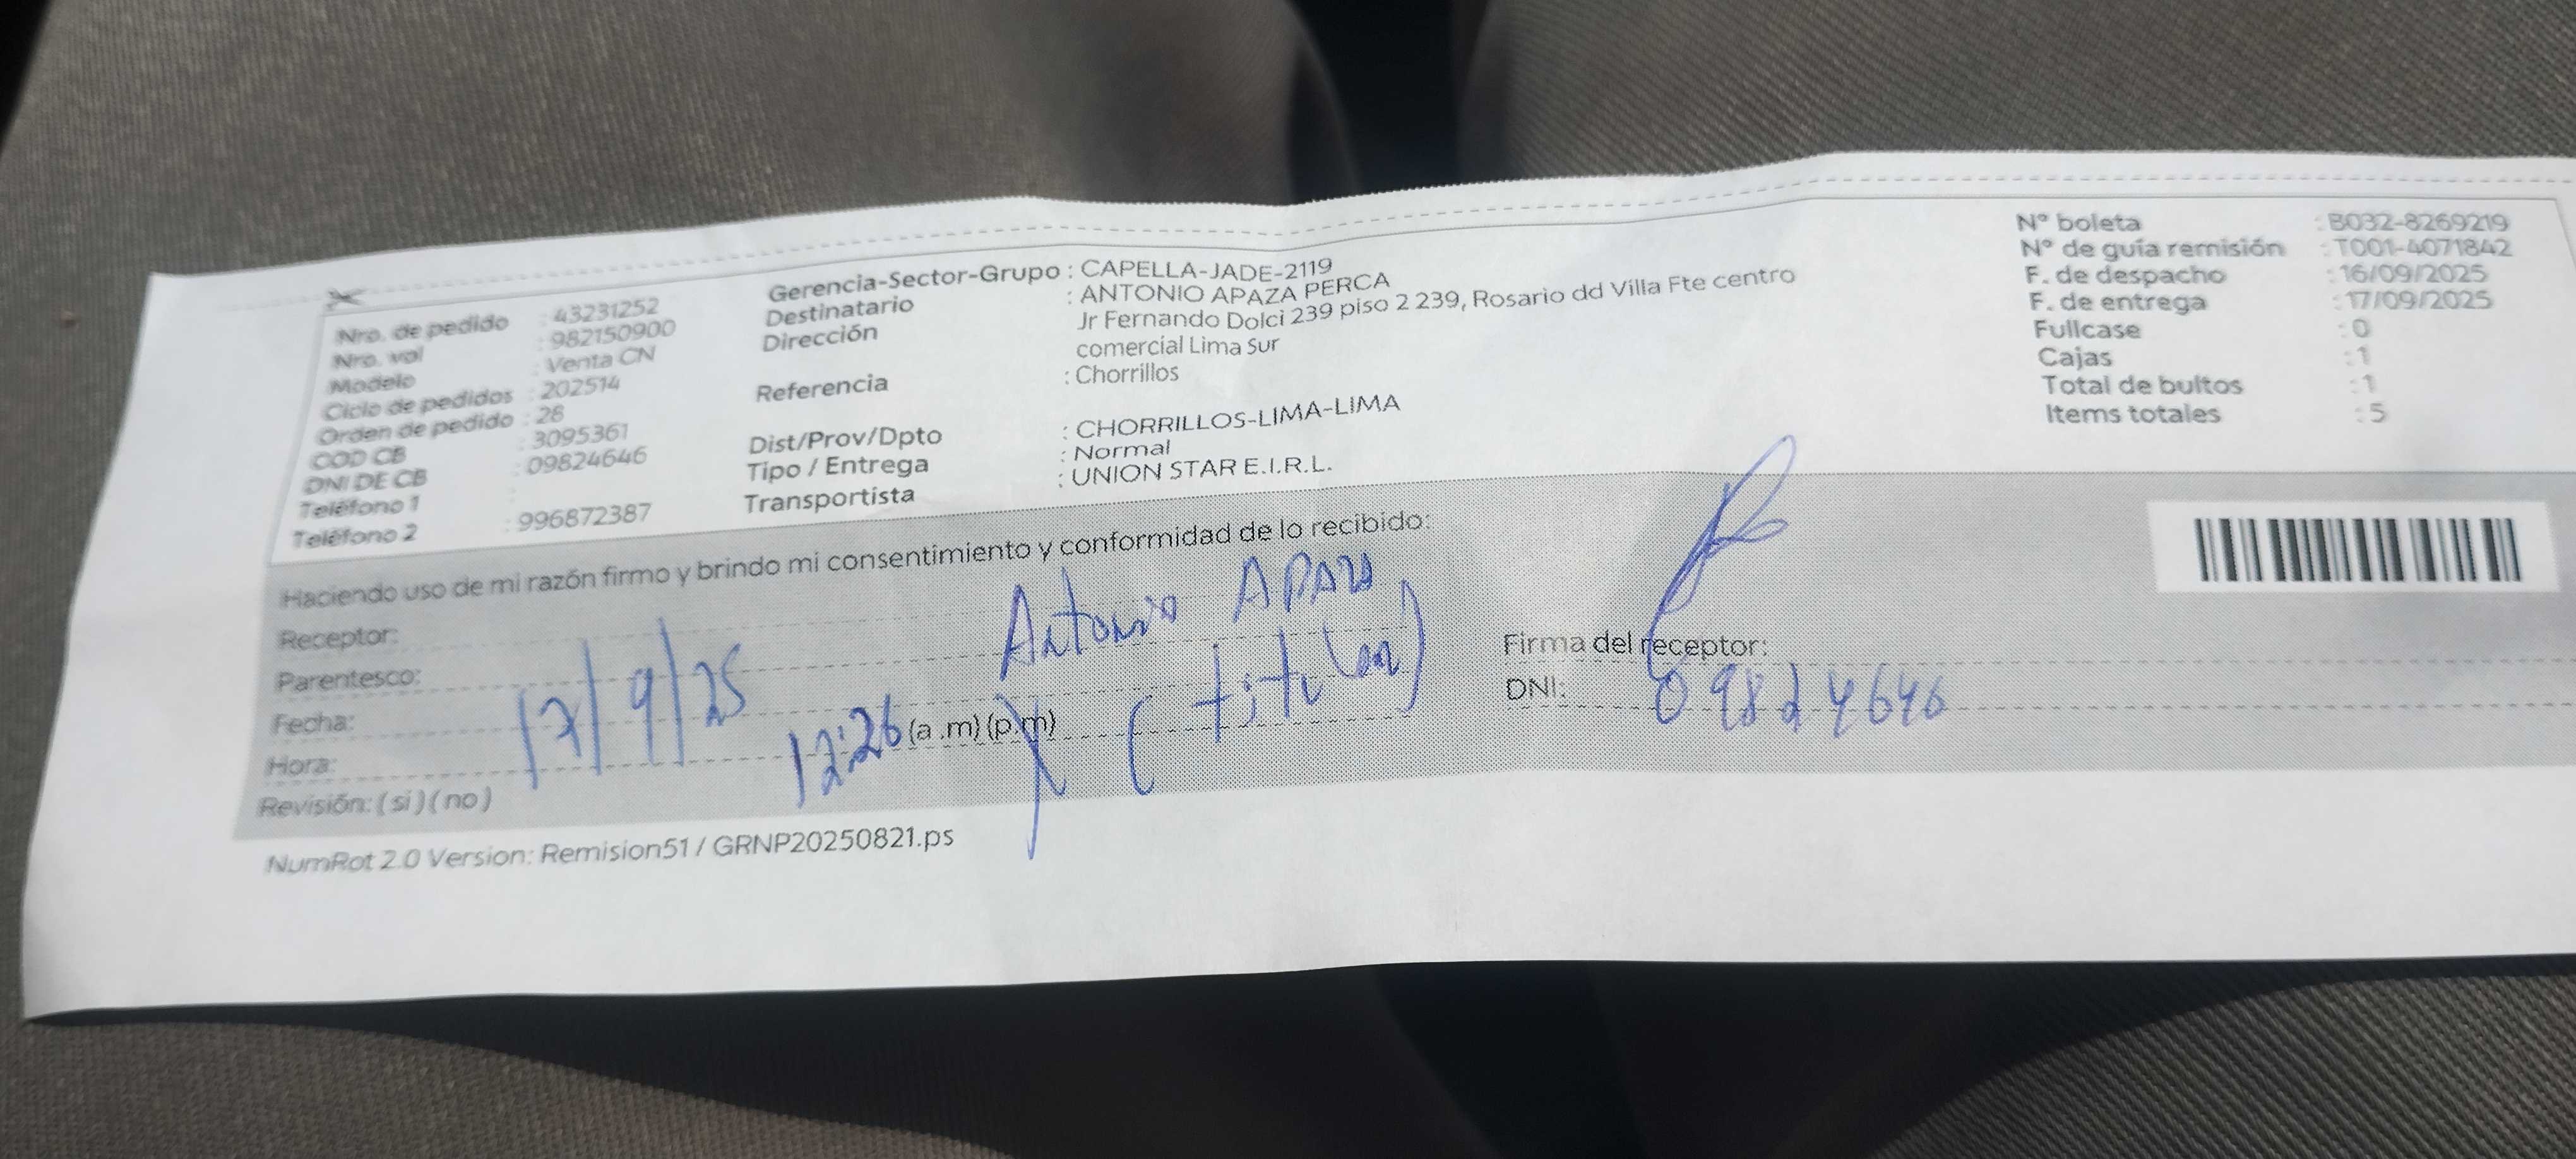 Nro. de pedido : 43231252
Nro. val : 982150900
Modelo : Venta CN
Ciclo de pedidos : 202514
Orden de pedido : 28
COD CB : 3095361
DNI DE CB : 09824646
Teléfono 1 :
Teléfono 2 : 996872387
Gerencia-Sector-Grupo : CAPELLA-JADE-2119
Destinatario : ANTONIO APAZA PERCA
Dirección Jr Fernando Dolci 239 piso 2 239, Rosario dd Villa Fte centro
comercial Lima Sur
Referencia : Chorrillos
Dist/Prov/Dpto : CHORRILLOS-LIMA-LIMA
Tipo / Entrega : Normal
Transportista : UNION STAR E.I.R.L.
N° boleta : B032-8269219
N° de guía remisión : T001-4071842
F. de despacho : 16/09/2025
F. de entrega : 17/09/2025
Fullcase : 0
Cajas : 1
Total de bultos : 1
Items totales : 5
Haciendo uso de mi razón firmo y brindo mi consentimiento y conformidad de lo recibido:
Receptor: Antonio APAZA
Parentesco: (titular)
Fecha: 17/9/25
Hora: 12:26 (a .m) (p.m)
Revisión: ( si ) ( no )
Firma del receptor:
DNI: 09824646
NumRot 2.0 Version: Remision51 / GRNP20250821.ps